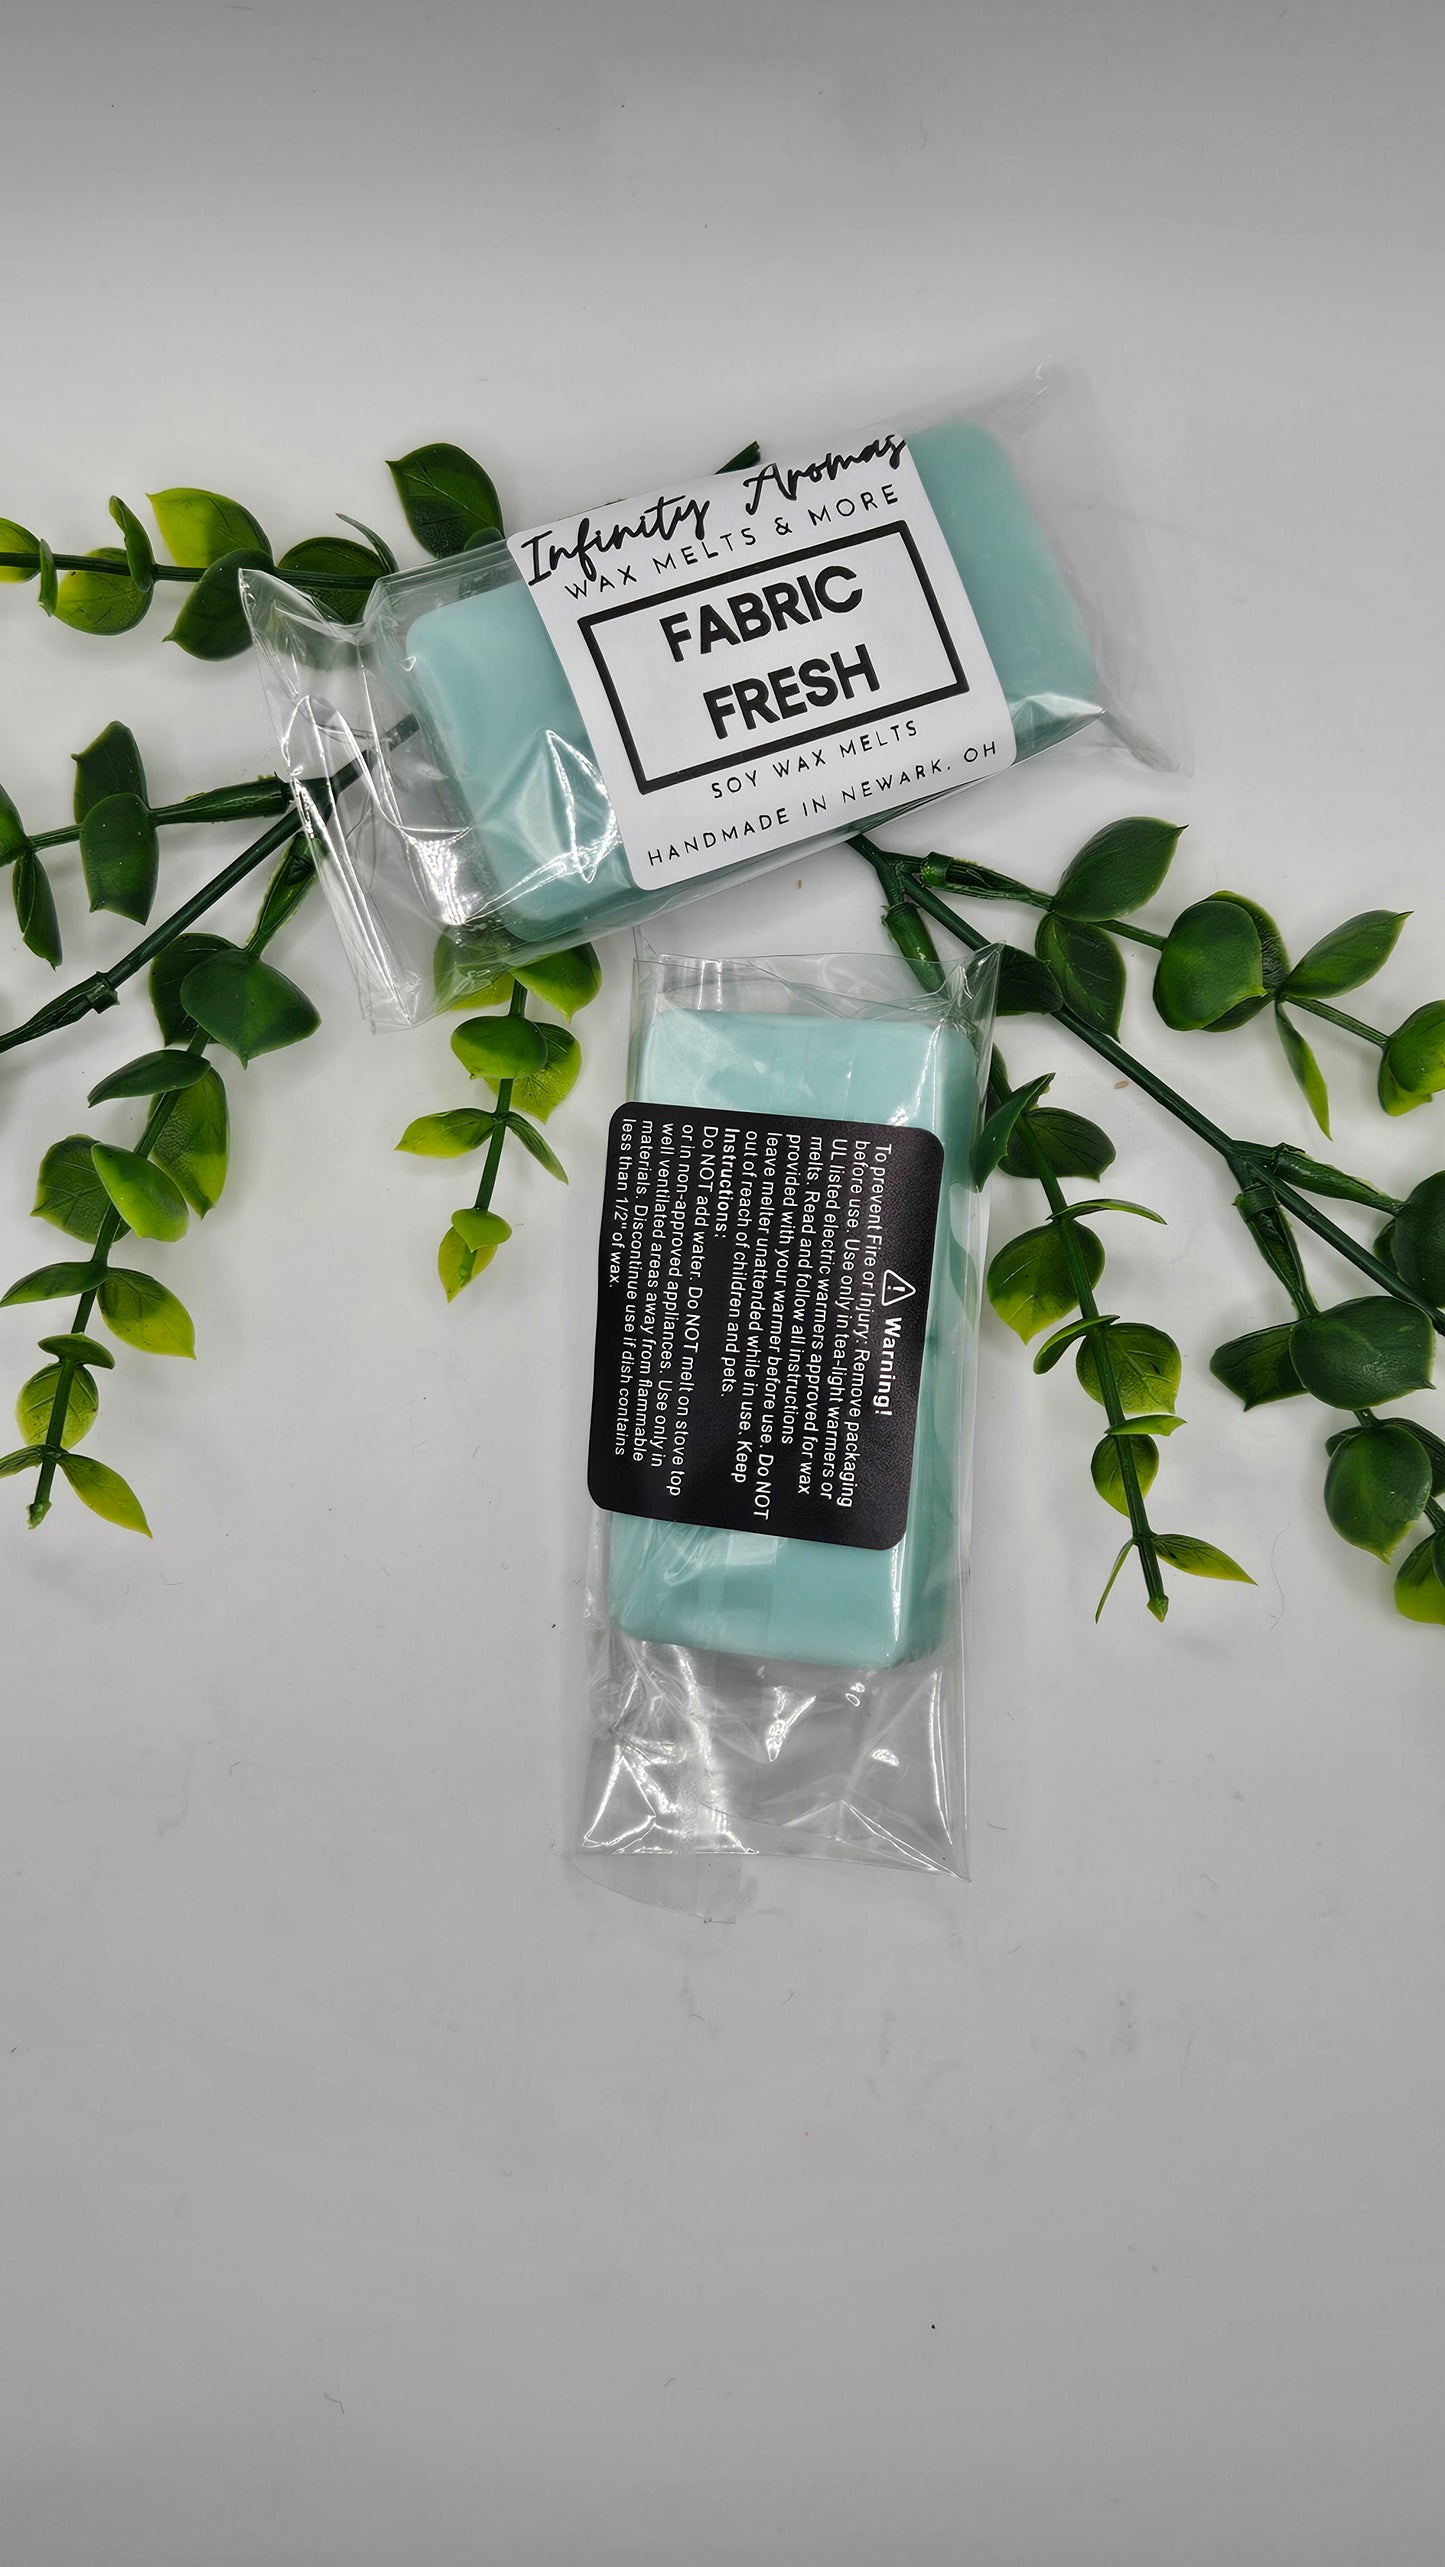 Infinity Aromas
WAX MELTS & MORE
FABRIC
FRESH
SOY WAX MELTS
HANDMADE IN NEWARK, OH
Warning!
To prevent Fire or Injury: Remove packaging
before use. Use only in tea-light warmers or
UL listed electric warmers approved for wax
melts. Read and follow all instructions
provided with your warmer before use. Do NOT
leave melter unattended while in use. Keep
out of reach of children and pets.
Instructions:
Do NOT add water. Do NOT melt on stove top
or in non-approved appliances. Use only in
well ventilated areas away from flammable
materials. Discontinue use if dish contains
less than 1/2" of wax.